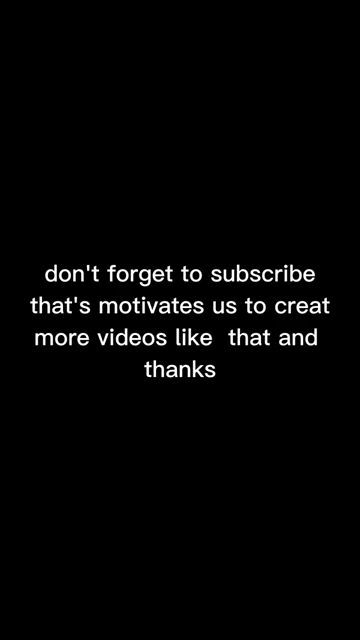 don't forget to subscribe
that's motivates us to creat
more videos like  that and
thanks